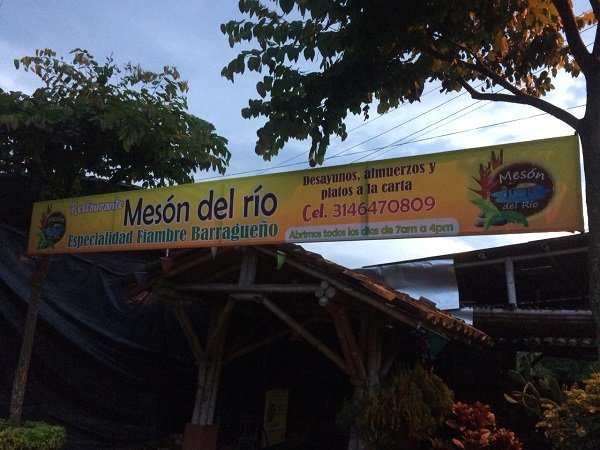 Restaurante
Mesón del río
Especialidad Fiambre Barragueño
Desayunos, almuerzos y
platos a la carta
Cel. 3146470809
Abrimos todos los días de 7am a 4pm
Mesón
del Río